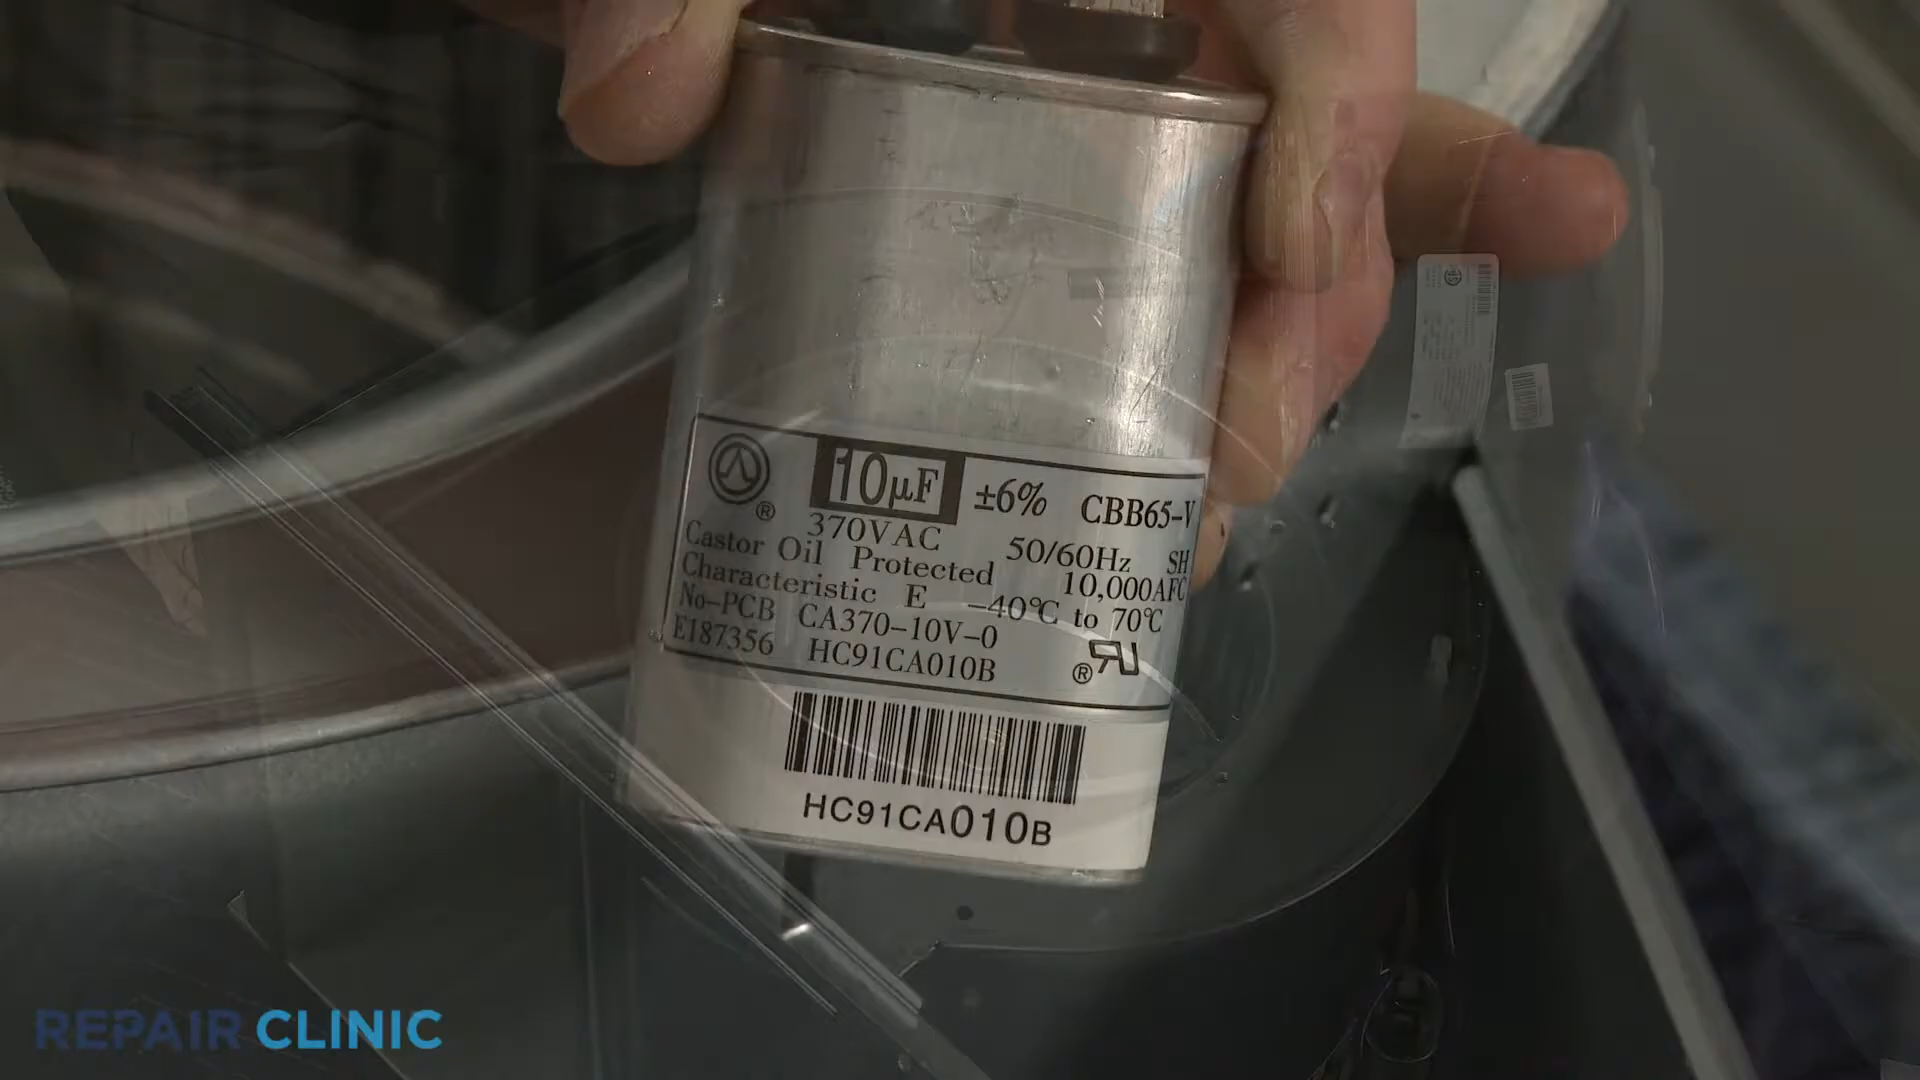 10µF ±6% CBB65-V
370VAC 50/60Hz SH
Castor Oil Protected 10,000AFC
Characteristic E -40°C to 70°C
No-PCB CA370-10V-0
E187356 HC91CA010B
HC91CA010B
REPAIR CLINIC